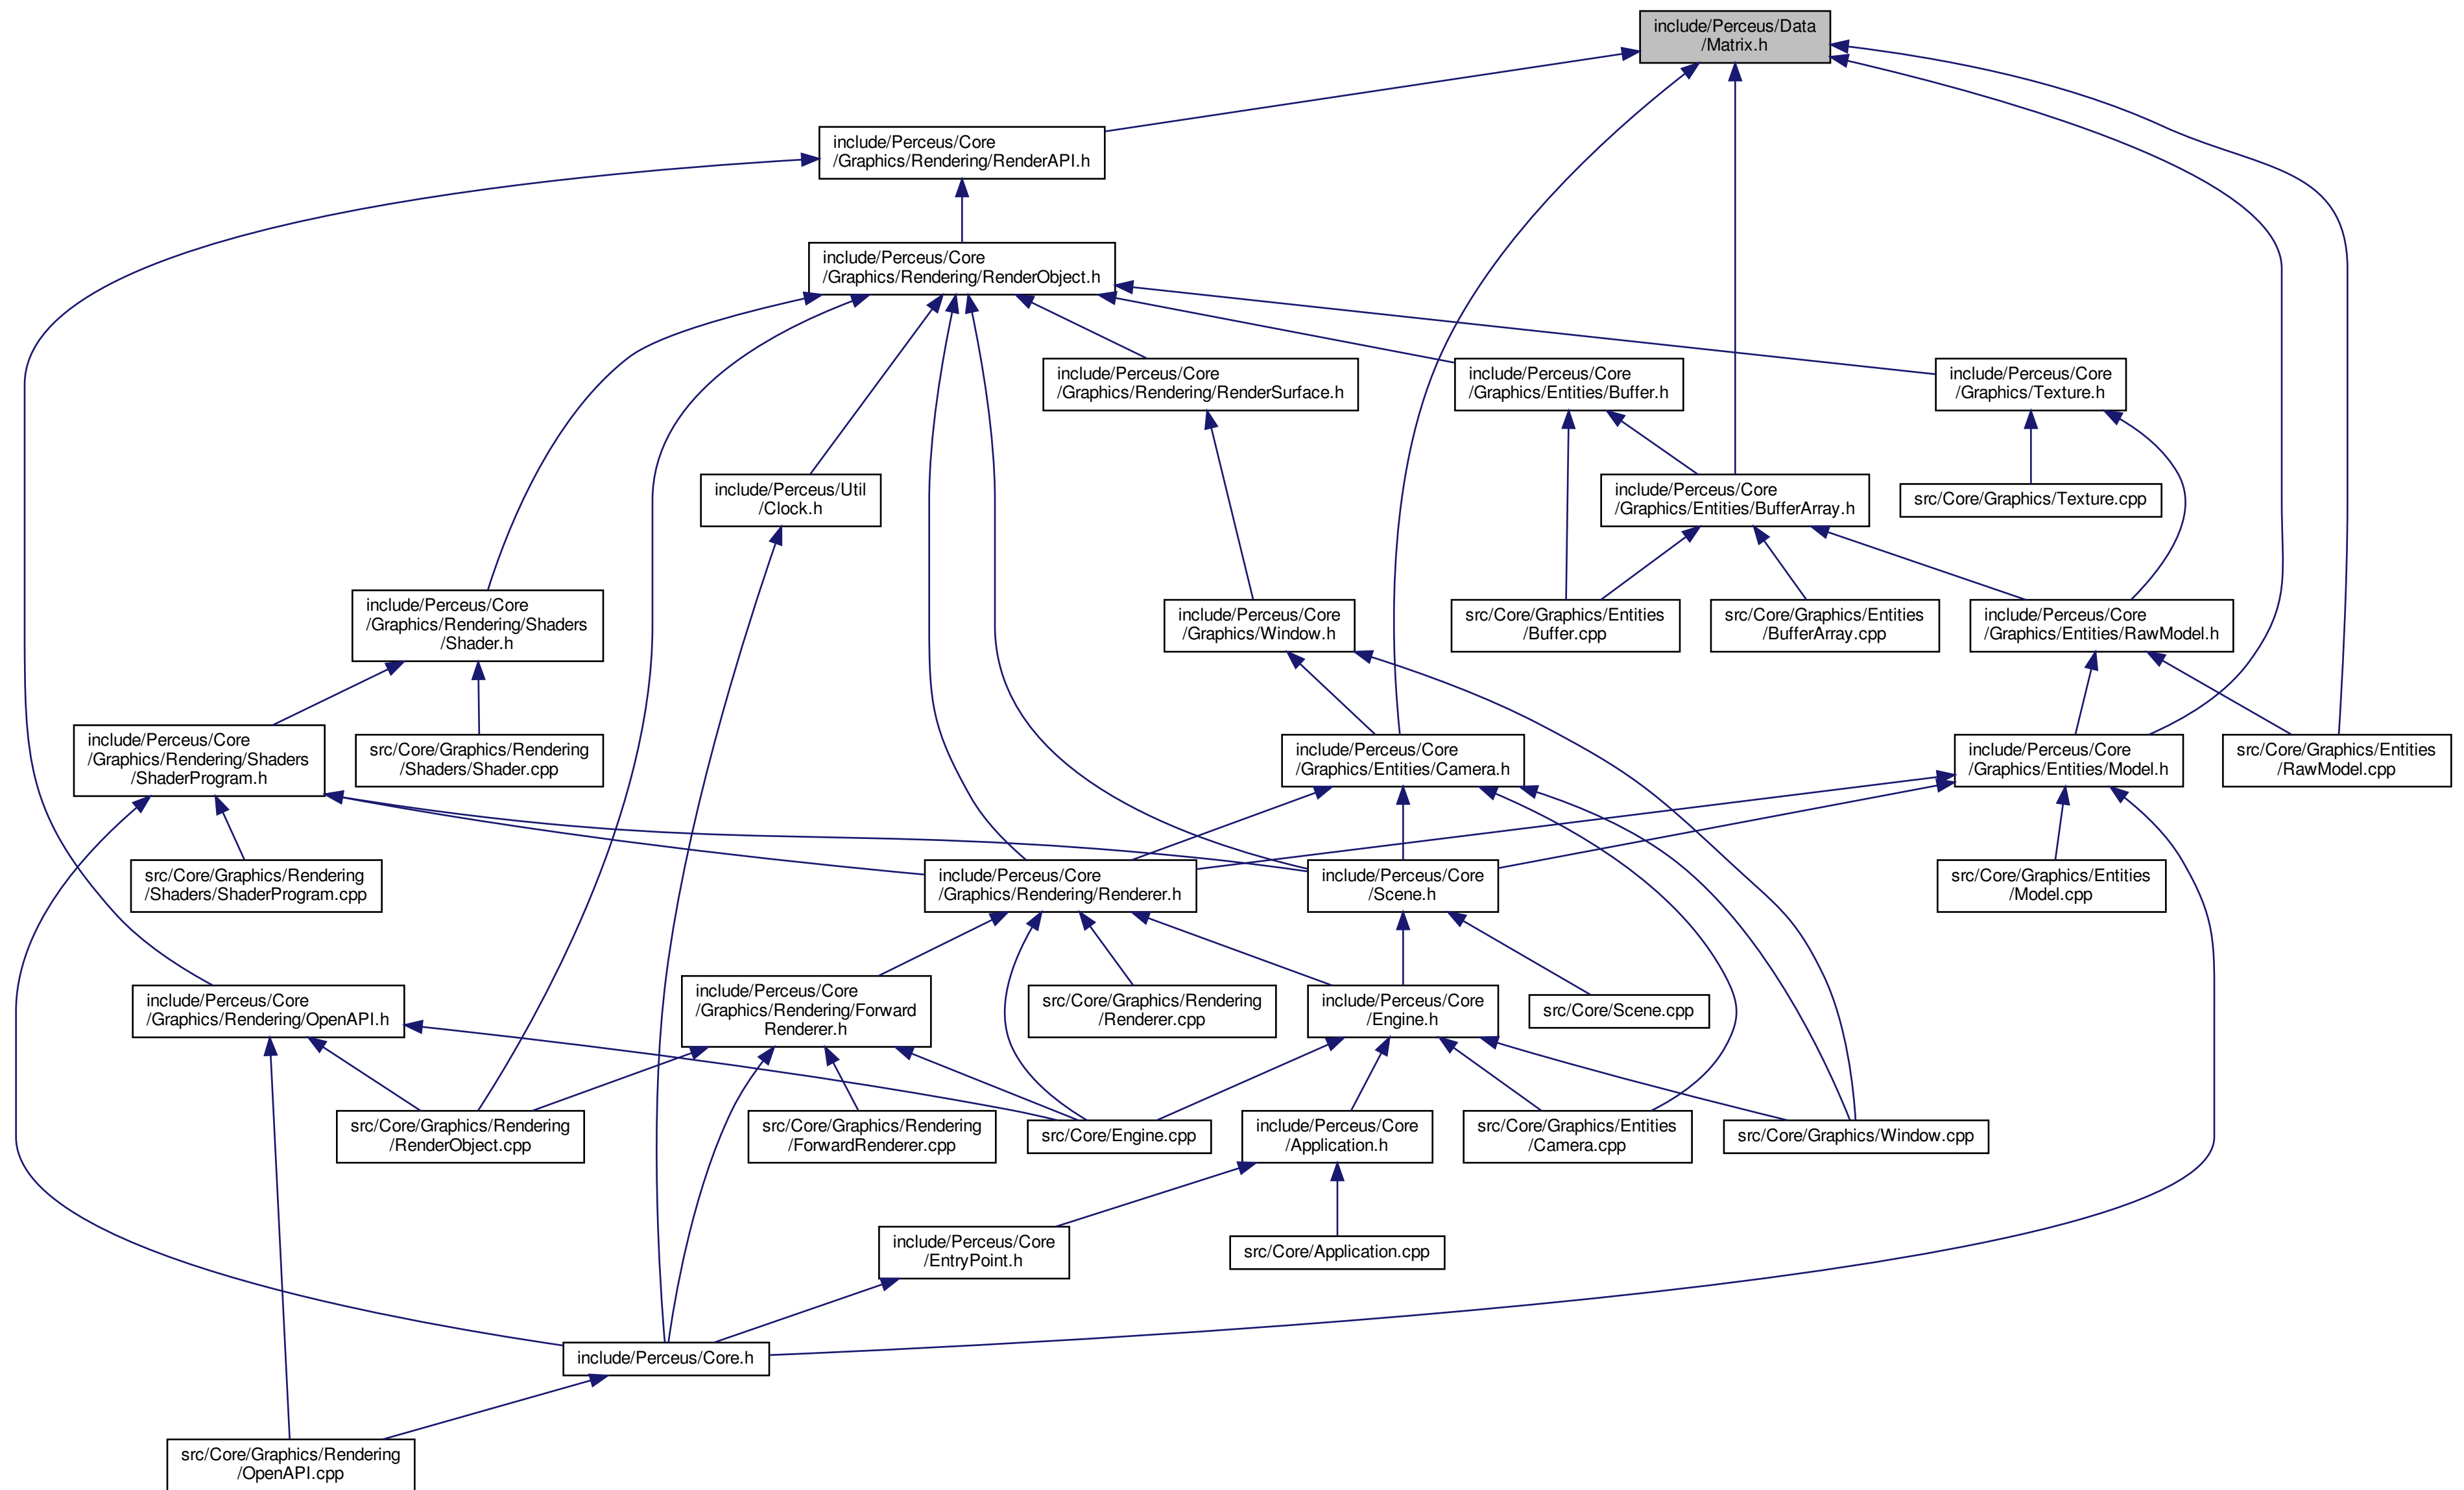 include/Perceus/Data
/Matrix.h
include/Perceus/Core
/Graphics/Rendering/RenderAPI.h
include/Perceus/Core
/Graphics/Rendering/RenderObject.h
include/Perceus/Core
/Graphics/Rendering/RenderSurface.h
include/Perceus/Core
/Graphics/Entities/Buffer.h
include/Perceus/Core
/Graphics/Texture.h
include/Perceus/Util
/Clock.h
include/Perceus/Core
/Graphics/Entities/BufferArray.h
src/Core/Graphics/Texture.cpp
include/Perceus/Core
/Graphics/Rendering/Shaders
/Shader.h
include/Perceus/Core
/Graphics/Window.h
src/Core/Graphics/Entities
/Buffer.cpp
src/Core/Graphics/Entities
/BufferArray.cpp
include/Perceus/Core
/Graphics/Entities/RawModel.h
include/Perceus/Core
/Graphics/Rendering/Shaders
/ShaderProgram.h
src/Core/Graphics/Rendering
/Shaders/Shader.cpp
include/Perceus/Core
/Graphics/Entities/Camera.h
include/Perceus/Core
/Graphics/Entities/Model.h
src/Core/Graphics/Entities
/RawModel.cpp
src/Core/Graphics/Rendering
/Shaders/ShaderProgram.cpp
include/Perceus/Core
/Graphics/Rendering/Renderer.h
include/Perceus/Core
/Scene.h
src/Core/Graphics/Entities
/Model.cpp
include/Perceus/Core
/Graphics/Rendering/OpenAPI.h
include/Perceus/Core
/Graphics/Rendering/Forward
Renderer.h
src/Core/Graphics/Rendering
/Renderer.cpp
include/Perceus/Core
/Engine.h
src/Core/Scene.cpp
src/Core/Graphics/Rendering
/RenderObject.cpp
src/Core/Graphics/Rendering
/ForwardRenderer.cpp
src/Core/Engine.cpp
include/Perceus/Core
/Application.h
src/Core/Graphics/Entities
/Camera.cpp
src/Core/Graphics/Window.cpp
include/Perceus/Core
/EntryPoint.h
src/Core/Application.cpp
include/Perceus/Core.h
src/Core/Graphics/Rendering
/OpenAPI.cpp